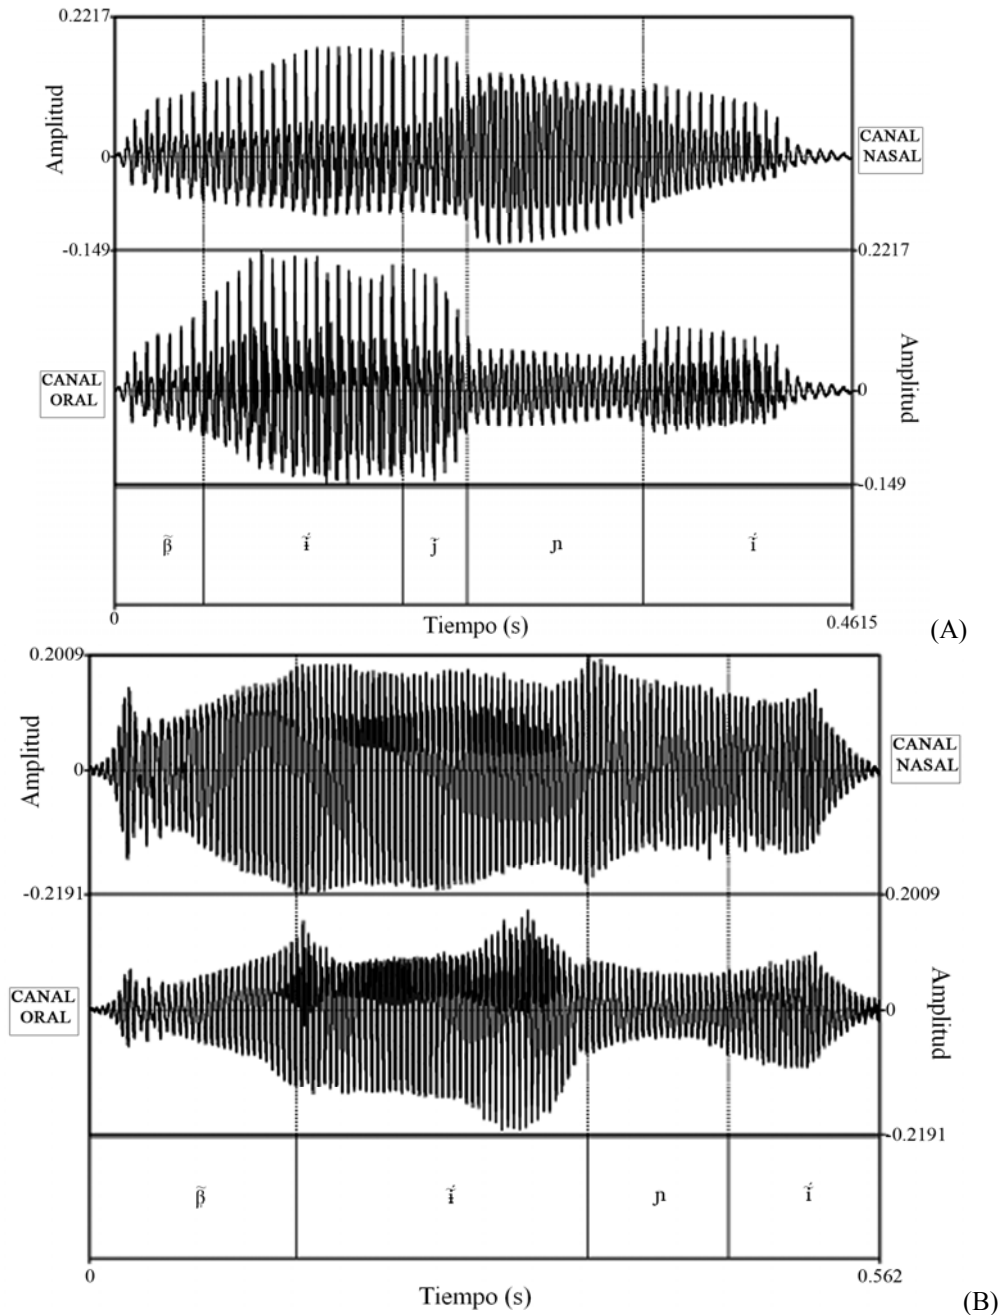 0.2217
Amplitud
0
CANAL
NASAL
-0.149
0.2217
CANAL
ORAL
Amplitud
0
-0.149
β̞̃ ɨ̃́ j̃ ɲ ĩ́
0 Tiempo (s) 0.4615
(A)
0.2009
Amplitud
0
CANAL
NASAL
-0.2191
0.2009
CANAL
ORAL
Amplitud
0
-0.2191
β̞̃ ɨ̃́ ɲ ĩ́
0 Tiempo (s) 0.562
(B)